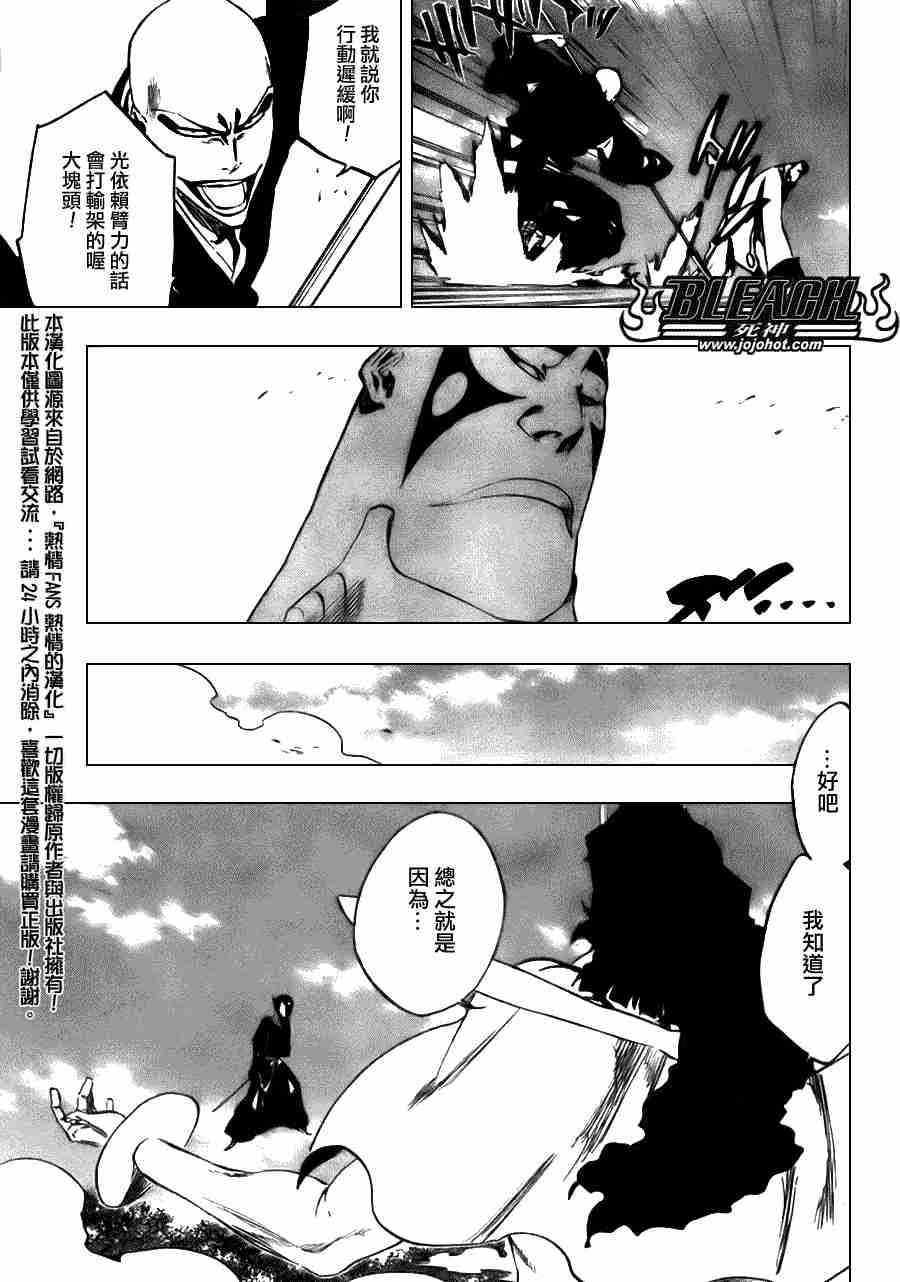 我就説你
行動遲緩啊！
光依賴臂力的話
會打輸架的喔
大塊頭！
BLEACH
死神
www.jojohot.com
…好吧
我知道了
總之就是
因為…
本漢化圖源來自於網路，『熱情FANS熱情的漢化』一切版權歸原作者與出版社擁有！
此版本僅供學習試看交流…請24小時之內消除，喜歡這套漫畫請購買正版！謝謝。